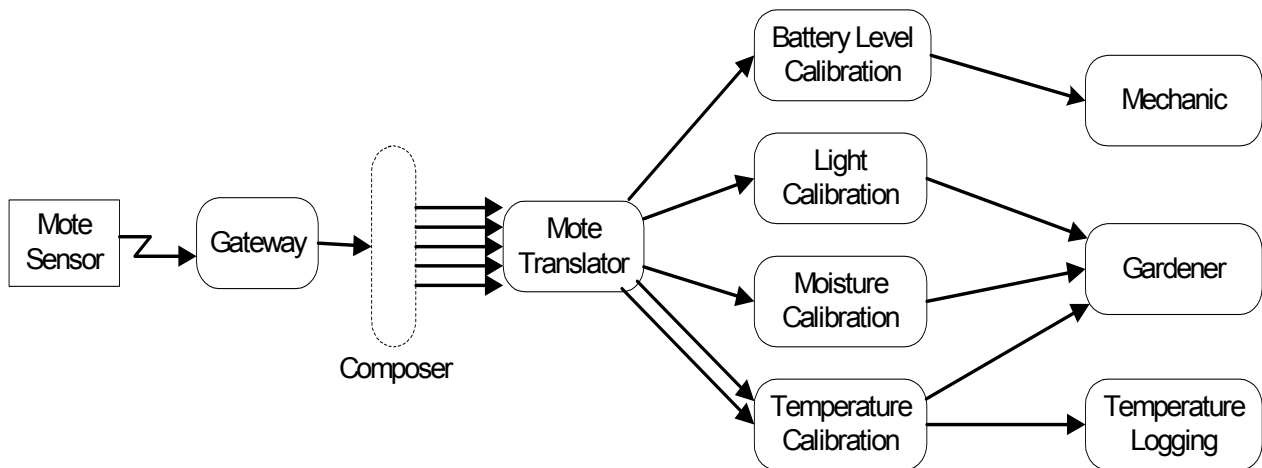 Mote
Sensor
Gateway
Composer
Mote
Translator
Battery Level
Calibration
Light
Calibration
Moisture
Calibration
Temperature
Calibration
Mechanic
Gardener
Temperature
Logging